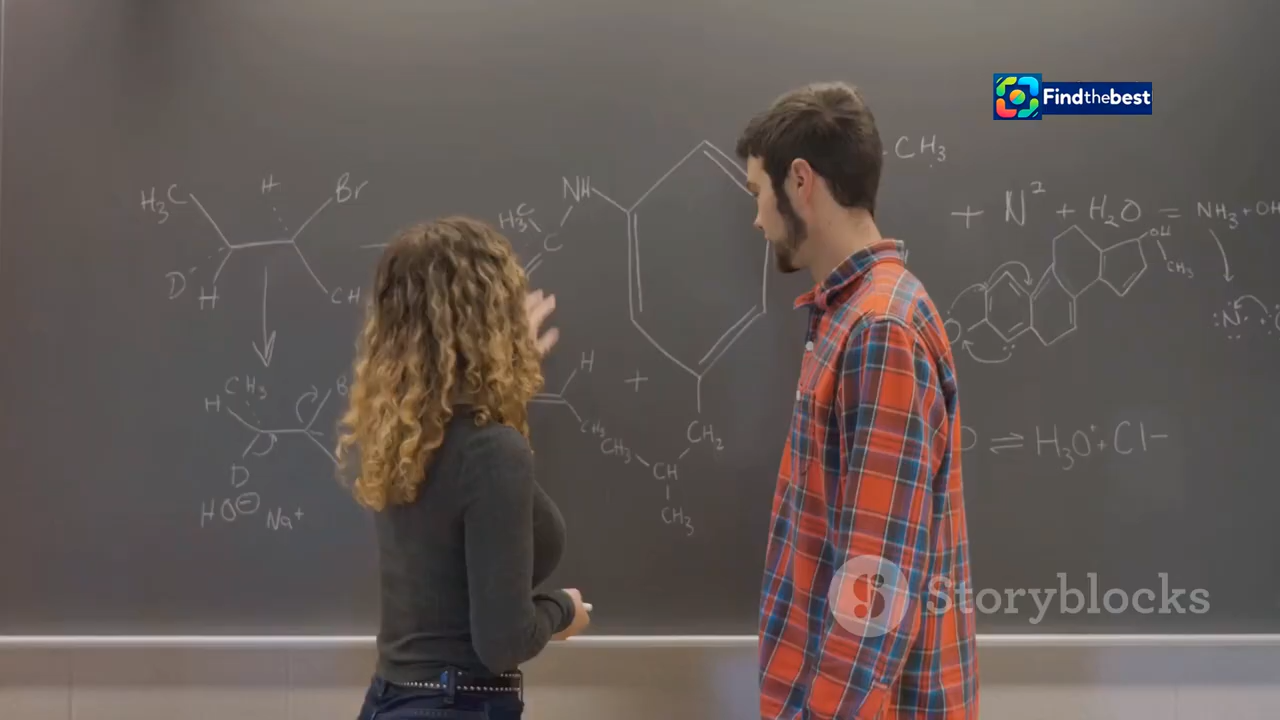 Findthebest
H₃C
H
Br
D
H
CH
CH₃
H
D
HO⊖ Na+
H₃C
C
NH
H
CH₃
+
CH₂
CH₃
CH
CH₃
CH₃
+ N² + H₂O = NH₃ + OH
OH
CH₃
:N:
⇌ H₃O⁺ + Cl−
Storyblocks